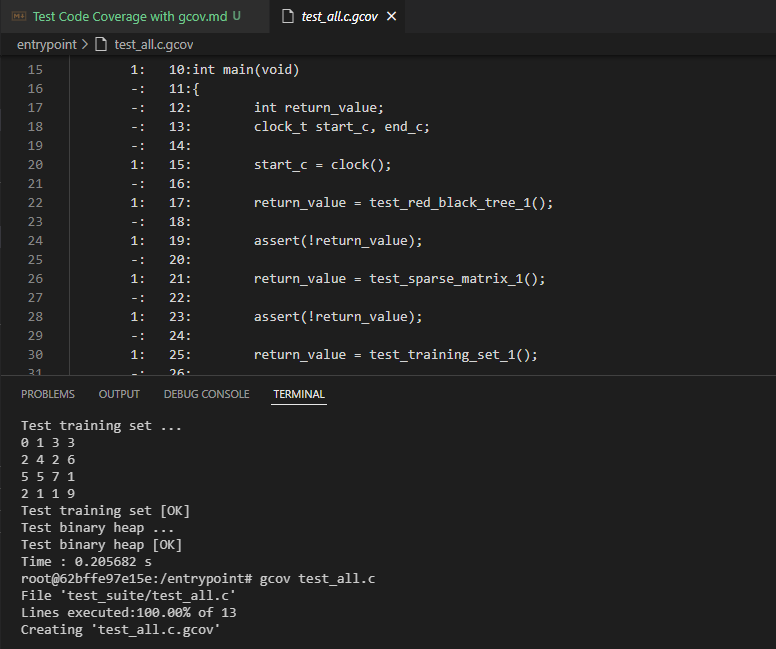 Test Code Coverage with gcov.md U test_all.c.gcov
entrypoint > test_all.c.gcov
15 1: 10:int main(void)
16 -: 11:{
17 -: 12: int return_value;
18 -: 13: clock_t start_c, end_c;
19 -: 14:
20 1: 15: start_c = clock();
21 -: 16:
22 1: 17: return_value = test_red_black_tree_1();
23 -: 18:
24 1: 19: assert(!return_value);
25 -: 20:
26 1: 21: return_value = test_sparse_matrix_1();
27 -: 22:
28 1: 23: assert(!return_value);
29 -: 24:
30 1: 25: return_value = test_training_set_1();
31 -: 26:
PROBLEMS OUTPUT DEBUG CONSOLE TERMINAL
Test training set ...
0 1 3 3
2 4 2 6
5 5 7 1
2 1 1 9
Test training set [OK]
Test binary heap ...
Test binary heap [OK]
Time : 0.205682 s
root@62bffe97e15e:/entrypoint# gcov test_all.c
File 'test_suite/test_all.c'
Lines executed:100.00% of 13
Creating 'test_all.c.gcov'